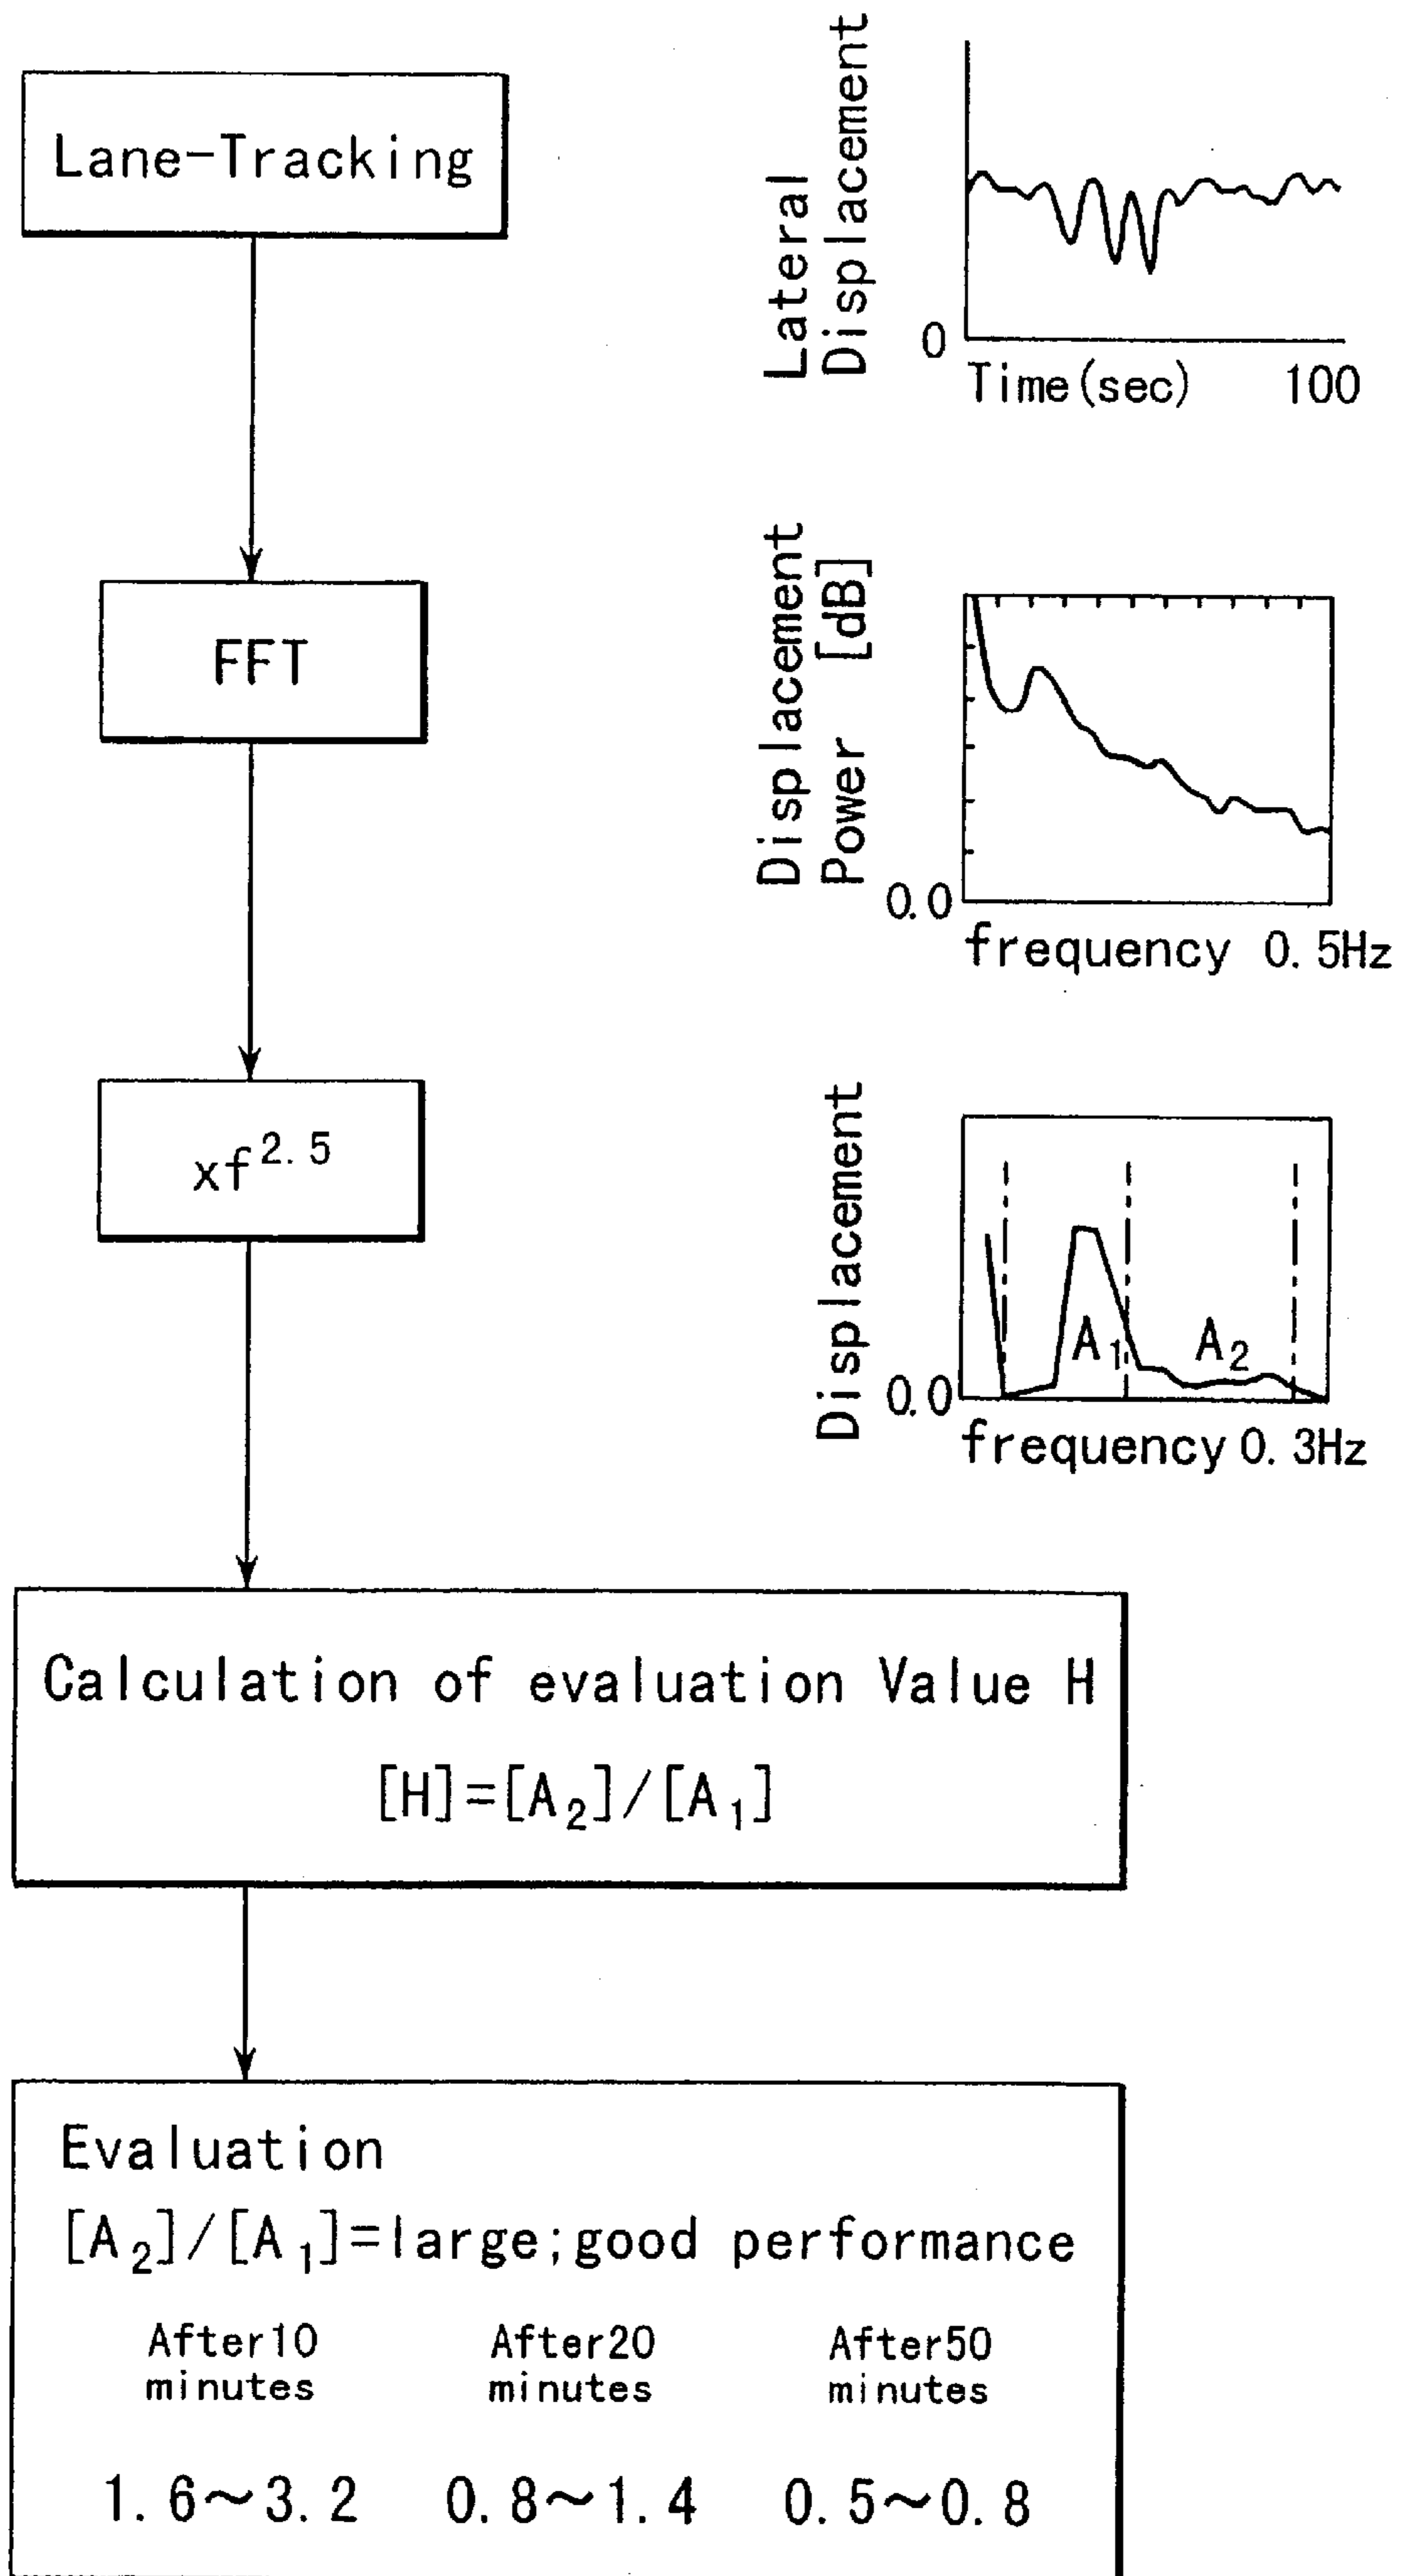 Lane-Tracking
Lateral
Displacement
0
Time(sec) 100
FFT
Displacement
Power [dB]
0.0
frequency 0.5Hz
xf^2.5
Displacement
A₁ A₂
0.0
frequency 0.3Hz
Calculation of evaluation Value H
[H]=[A₂]/[A₁]
Evaluation
[A₂]/[A₁]=large;good performance
After10 After20 After50
minutes minutes minutes
1.6~3.2 0.8~1.4 0.5~0.8